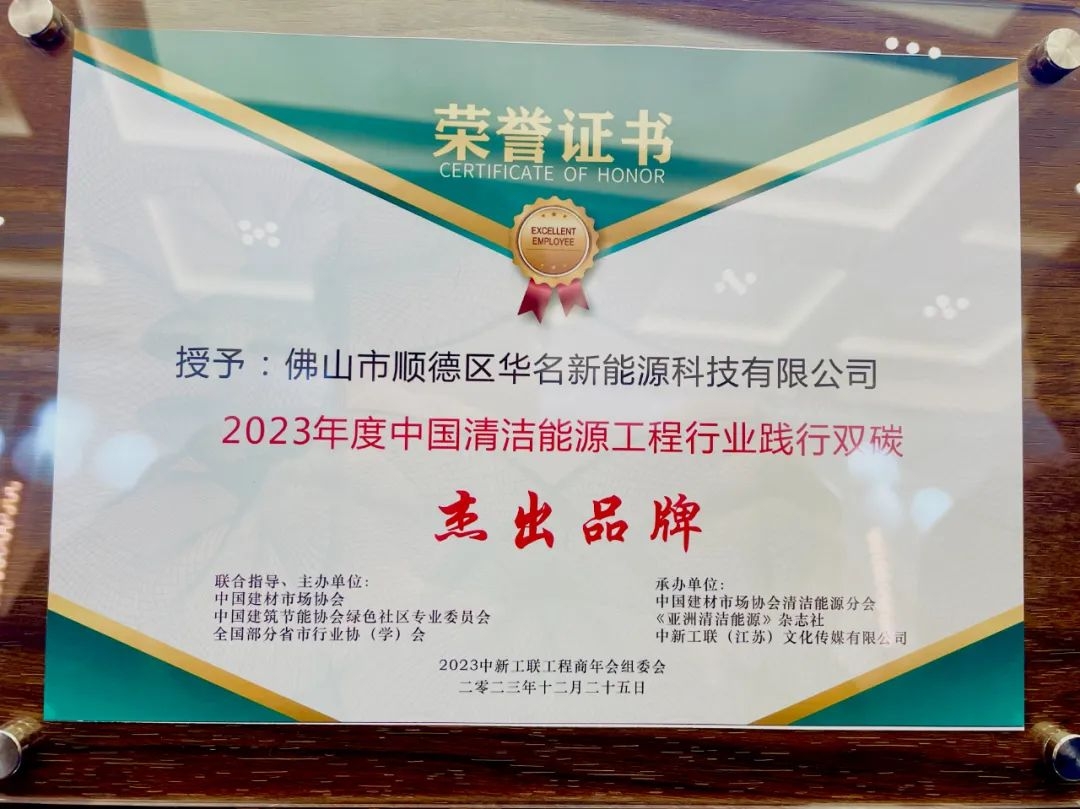 荣誉证书
CERTIFICATE OF HONOR
EXCELLENT
EMPLOYEE
授予：佛山市顺德区华名新能源科技有限公司
2023年度中国清洁能源工程行业践行双碳
杰出品牌
联合指导、主办单位：
中国建材市场协会
中国建筑节能协会绿色社区专业委员会
全国部分省市行业协（学）会
承办单位：
中国建材市场协会清洁能源分会
《亚洲清洁能源》杂志社
中新工联（江苏）文化传媒有限公司
2023中新工联工程商年会组委会
二零二三年十二月二十五日